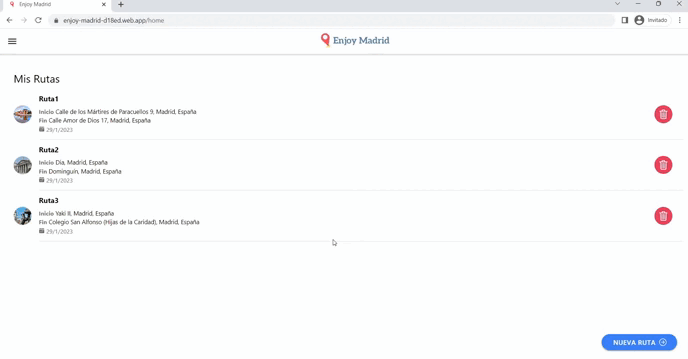 Enjoy Madrid
enjoy-madrid-d18ed.web.app/home
Invitado
Enjoy Madrid
Mis Rutas
Ruta1
Inicio Calle de los Mártires de Paracuellos 9, Madrid, España
Fin Calle Amor de Dios 17, Madrid, España
29/1/2023
Ruta2
Inicio Dia, Madrid, España
Fin Dominguín, Madrid, España
29/1/2023
Ruta3
Inicio Yaki II, Madrid, España
Fin Colegio San Alfonso (Hijas de la Caridad), Madrid, España
29/1/2023
NUEVA RUTA